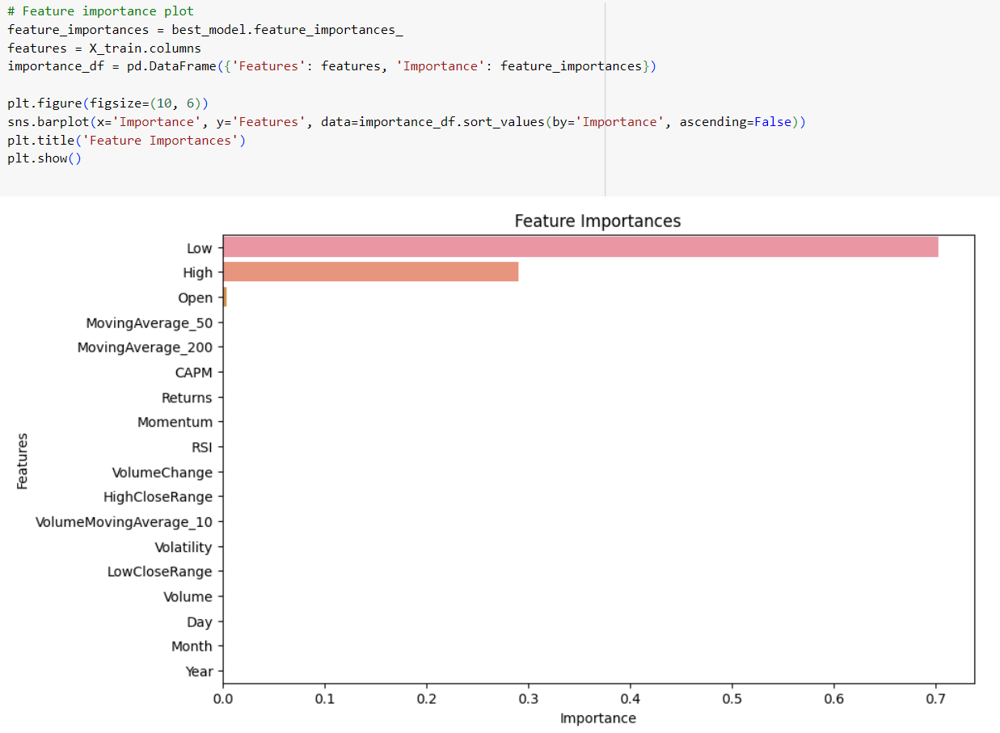 # Feature importance plot
feature_importances = best_model.feature_importances_
features = X_train.columns
importance_df = pd.DataFrame({'Features': features, 'Importance': feature_importances})
plt.figure(figsize=(10, 6))
sns.barplot(x='Importance', y='Features', data=importance_df.sort_values(by='Importance', ascending=False))
plt.title('Feature Importances')
plt.show()
Feature Importances
Low
High
Open
MovingAverage_50
MovingAverage_200
CAPM
Returns
Momentum
RSI
VolumeChange
HighCloseRange
VolumeMovingAverage_10
Volatility
LowCloseRange
Volume
Day
Month
Year
Features
0.0 0.1 0.2 0.3 0.4 0.5 0.6 0.7
Importance